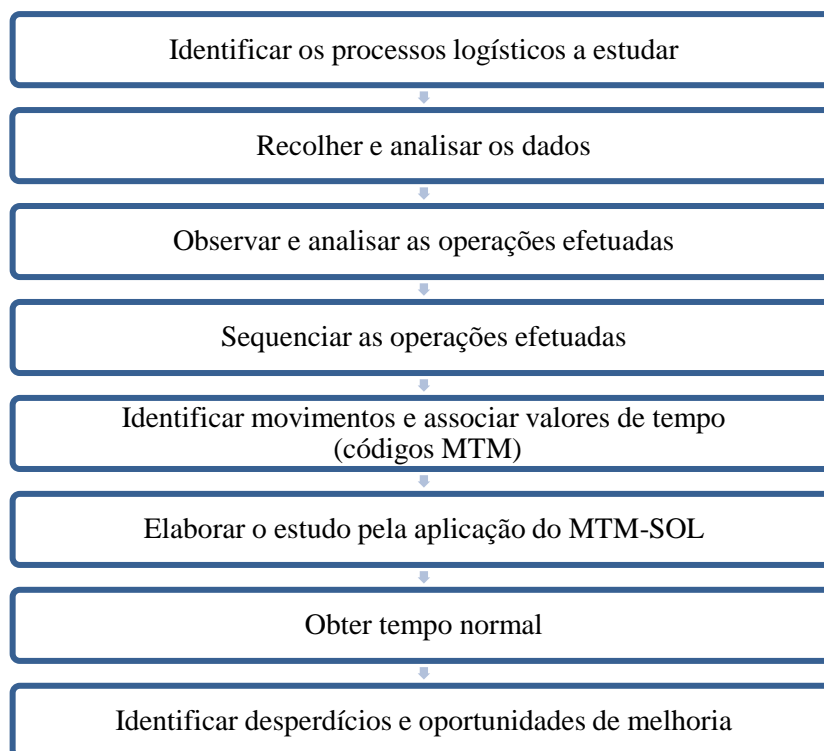 Identificar os processos logísticos a estudar
Recolher e analisar os dados
Observar e analisar as operações efetuadas
Sequenciar as operações efetuadas
Identificar movimentos e associar valores de tempo
(códigos MTM)
Elaborar o estudo pela aplicação do MTM-SOL
Obter tempo normal
Identificar desperdícios e oportunidades de melhoria